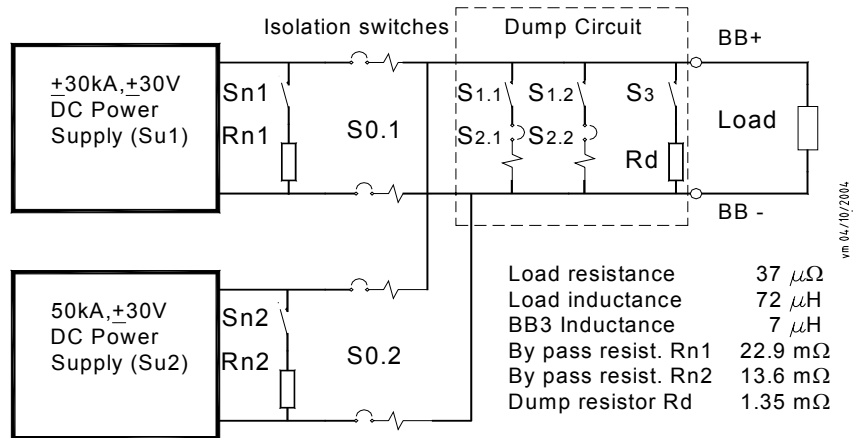 Isolation switches
Dump Circuit
BB+
±30kA,±30V
DC Power
Supply (Su1)
Sn1
Rn1
S0.1
S1.1
S1.2
S3
S2.1
S2.2
Rd
Load
BB -
ym 04/10/2004
50kA,±30V
DC Power
Supply (Su2)
Sn2
Rn2
S0.2
Load resistance 37 μΩ
Load inductance 72 μH
BB3 Inductance 7 μH
By pass resist. Rn1 22.9 mΩ
By pass resist. Rn2 13.6 mΩ
Dump resistor Rd 1.35 mΩ